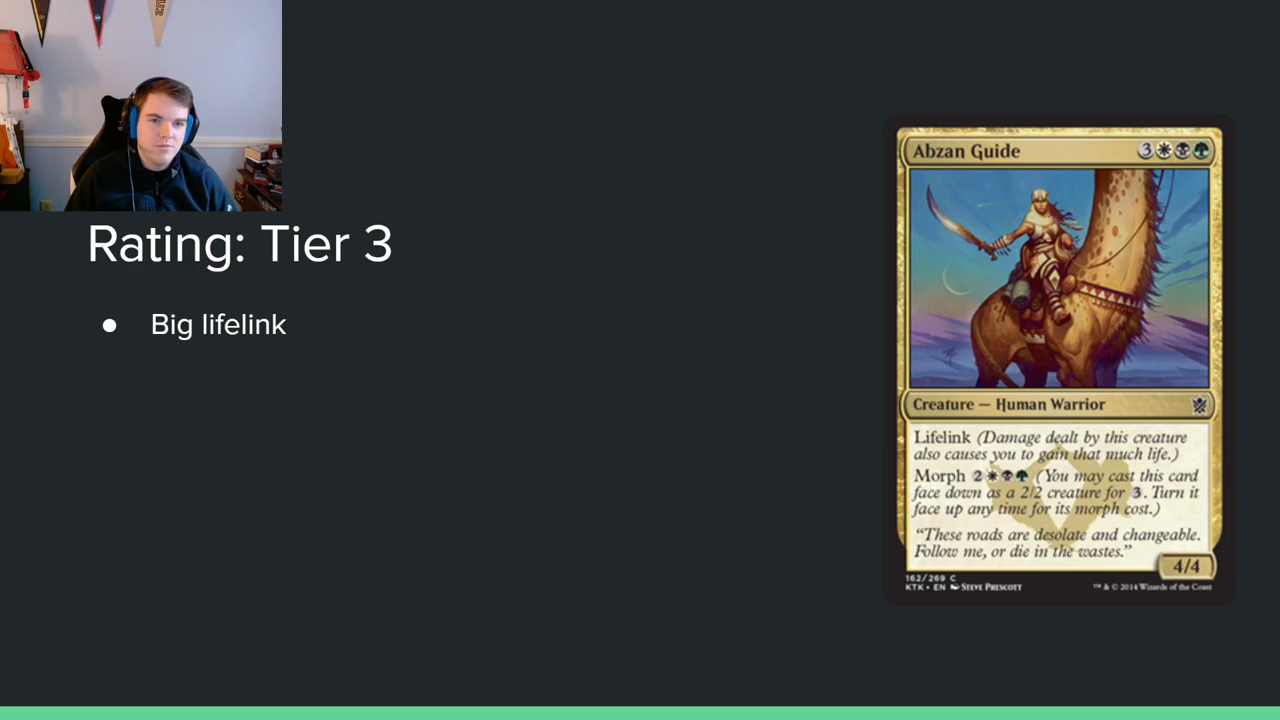 Rating: Tier 3
● Big lifelink
Abzan Guide 3
Creature — Human Warrior
Lifelink (Damage dealt by this creature
also causes you to gain that much life.)
Morph 2 (You may cast this card
face down as a 2/2 creature for 3. Turn it
face up any time for its morph cost.)
“These roads are desolate and changeable.
Follow me, or die in the wastes.”
4/4
162/269 C
KTK • EN STEVE PRESCOTT
™ & © 2014 Wizards of the Coast